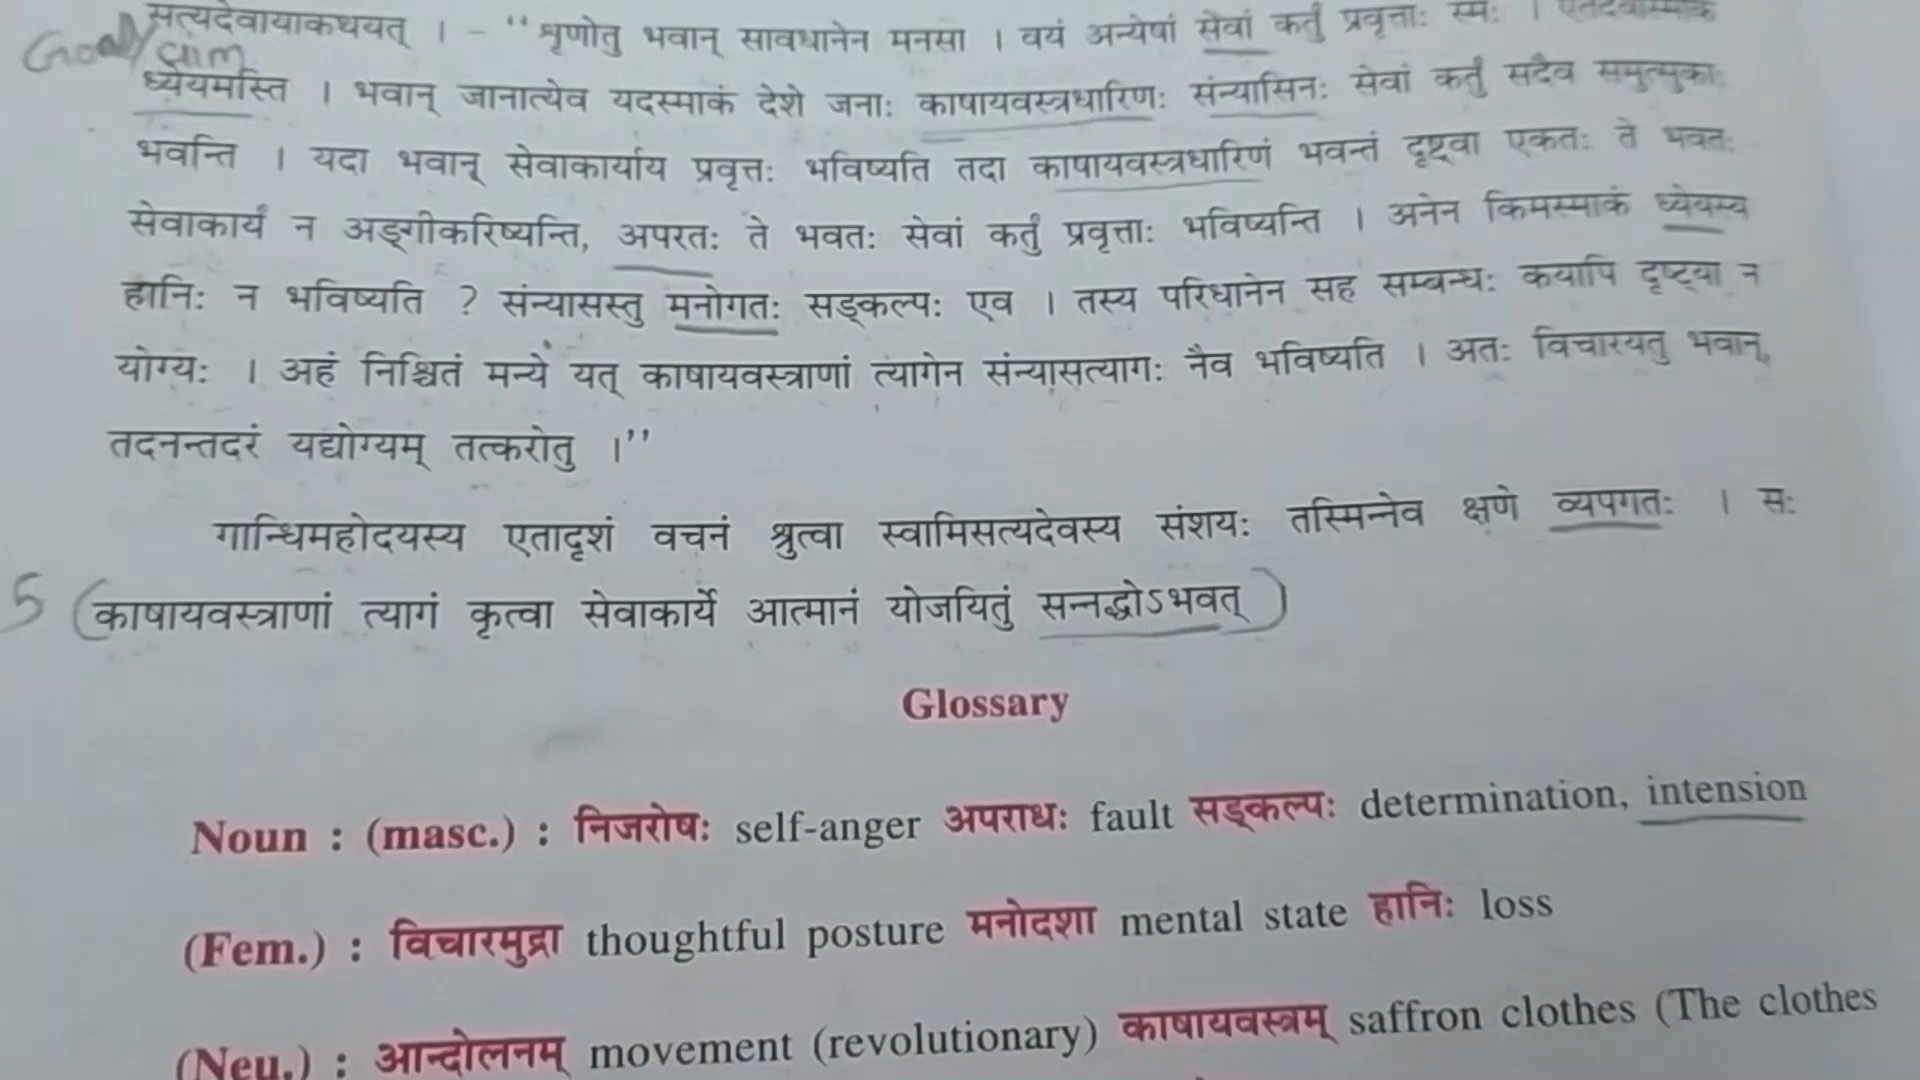 सत्यदेवायाकथयत् । – “ शृणोतु भवान् सावधानेन मनसा । वयं अन्येषां सेवां कर्तुं प्रवृत्ताः स्मः । एतदेवास्माकं
Goal/aim
ध्येयमस्ति । भवान् जानात्येव यदस्माकं देशे जनाः काषायवस्त्रधारिणः संन्यासिनः सेवां कर्तुं सदैव समुत्सुकाः
भवन्ति । यदा भवान् सेवाकार्याय प्रवृत्तः भविष्यति तदा काषायवस्त्रधारिणं भवन्तं दृष्ट्वा एकतः ते भवतः
सेवाकार्यं न अङ्गीकरिष्यन्ति, अपरतः ते भवतः सेवां कर्तुं प्रवृत्ताः भविष्यन्ति । अनेन किमस्माकं ध्येयस्य
हानिः न भविष्यति ? संन्यासस्तु मनोगतः सङ्कल्पः एव । तस्य परिधानेन सह सम्बन्धः कयापि दृष्ट्या न
योग्यः । अहं निश्चितं मन्ये यत् काषायवस्त्राणां त्यागेन संन्यासत्यागः नैव भविष्यति । अतः विचारयतु भवान्,
तदनन्तदरं यद्योग्यम् तत्करोतु ।”
गान्धिमहोदयस्य एतादृशं वचनं श्रुत्वा स्वामिसत्यदेवस्य संशयः तस्मिन्नेव क्षणे व्यपगतः । सः
5 (काषायवस्त्राणां त्यागं कृत्वा सेवाकार्ये आत्मानं योजयितुं सन्नद्धोऽभवत्)
Glossary
Noun : (masc.) : निजरोषः self-anger अपराधः fault सङ्कल्पः determination, intension
(Fem.) : विचारमुद्रा thoughtful posture मनोदशा mental state हानिः loss
(Neu.) : आन्दोलनम् movement (revolutionary) काषायवस्त्रम् saffron clothes (The clothes